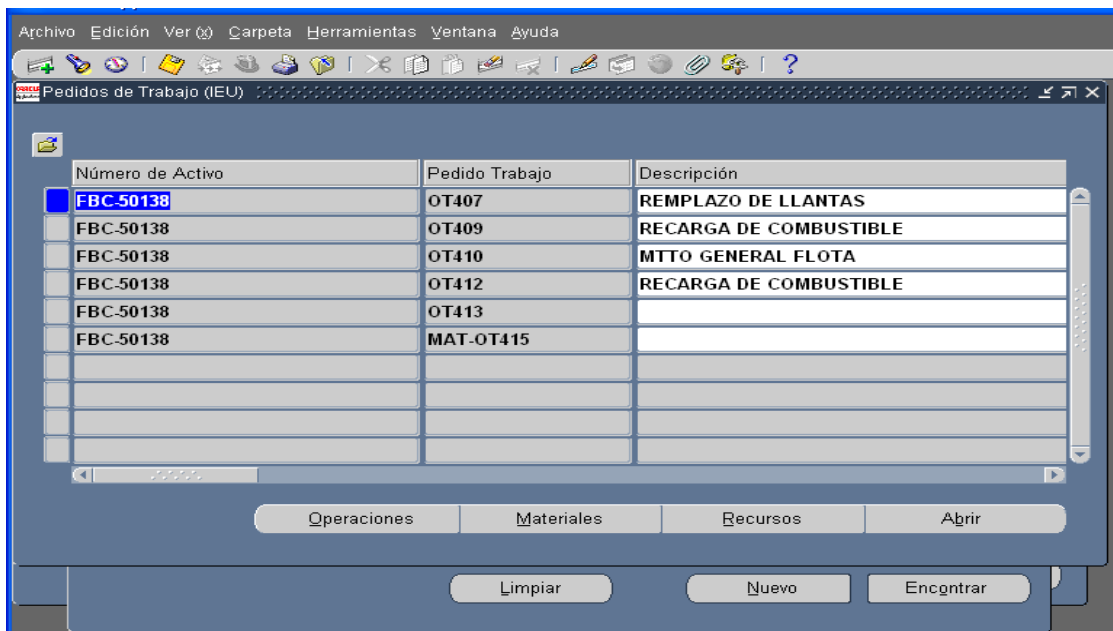 Archivo Edición Ver (x) Carpeta Herramientas Ventana Ayuda
Pedidos de Trabajo (IEU)
Número de Activo Pedido Trabajo Descripción
FBC-50138 OT407 REMPLAZO DE LLANTAS
FBC-50138 OT409 RECARGA DE COMBUSTIBLE
FBC-50138 OT410 MTTO GENERAL FLOTA
FBC-50138 OT412 RECARGA DE COMBUSTIBLE
FBC-50138 OT413
FBC-50138 MAT-OT415
Operaciones Materiales Recursos Abrir
Limpiar Nuevo Encontrar